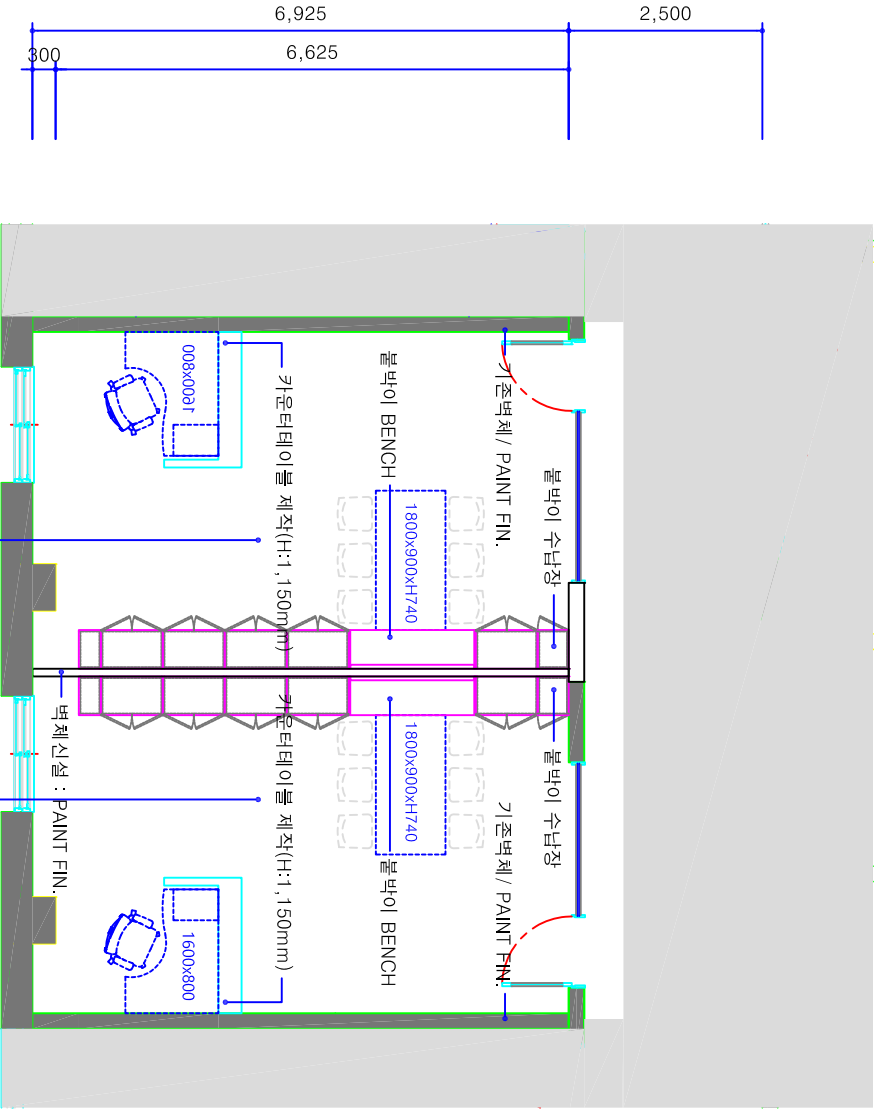 6,925
2,500
300
6,625
1600x800
카운터테이블 제작(H:1,150mm)
붙박이 BENCH
기존벽체/ PAINT FIN.
붙박이 수납장
1800x900xH740
벽체신설 : PAINT FIN.
카운터테이블 제작(H:1,150mm)
1800x900xH740
붙박이 수납장
기존벽체/ PAINT FIN.
붙박이 BENCH
1600x800